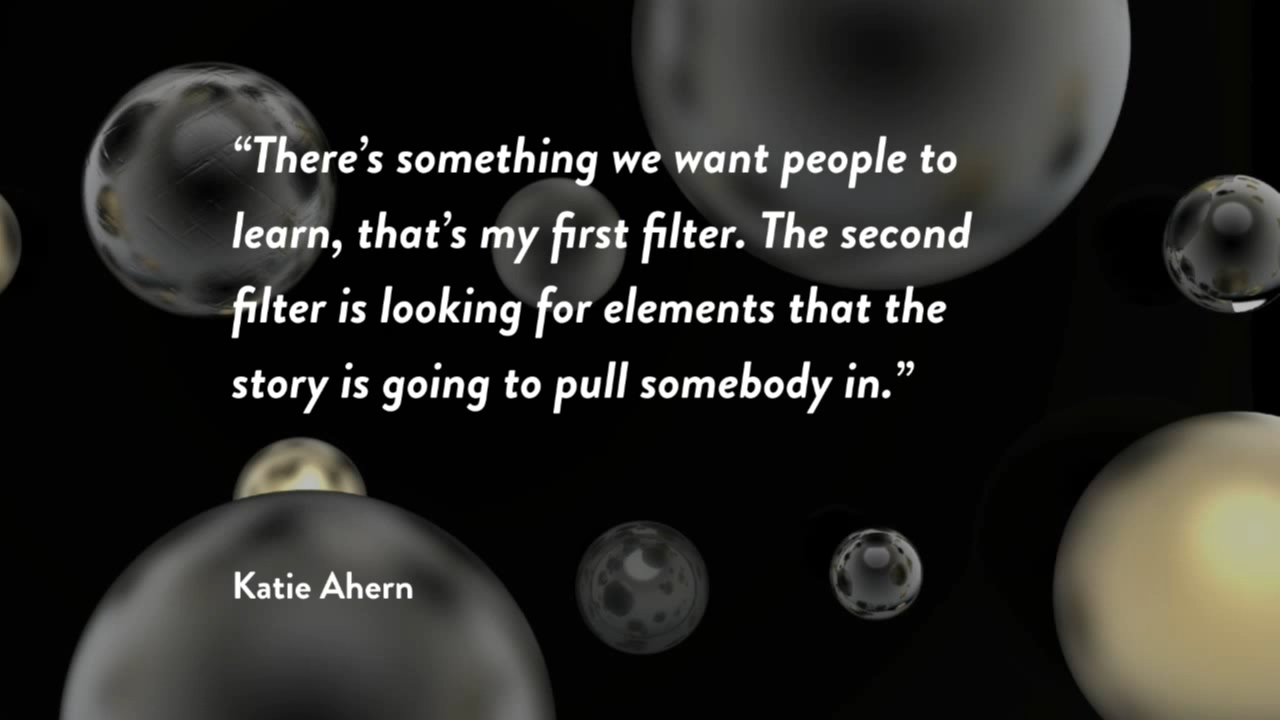 “There’s something we want people to
learn, that’s my first filter. The second
filter is looking for elements that the
story is going to pull somebody in.”
Katie Ahern